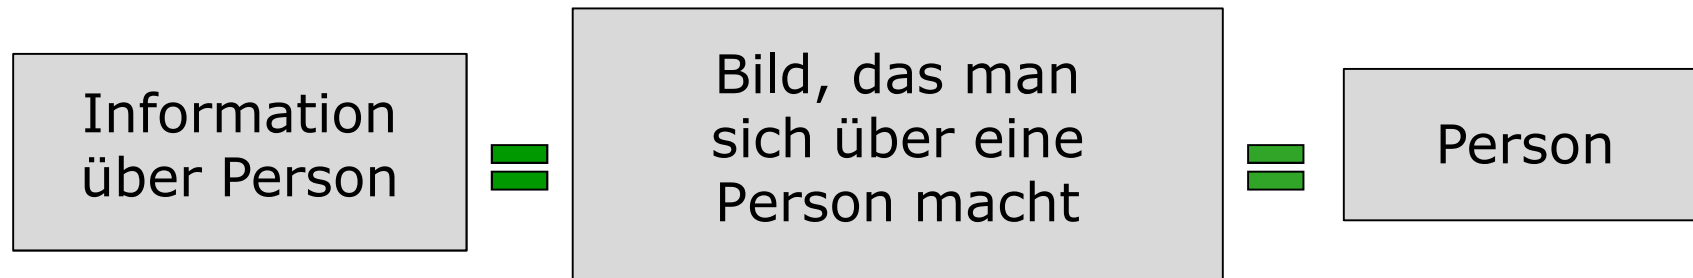 Information
über Person
Bild, das man
sich über eine
Person macht
Person